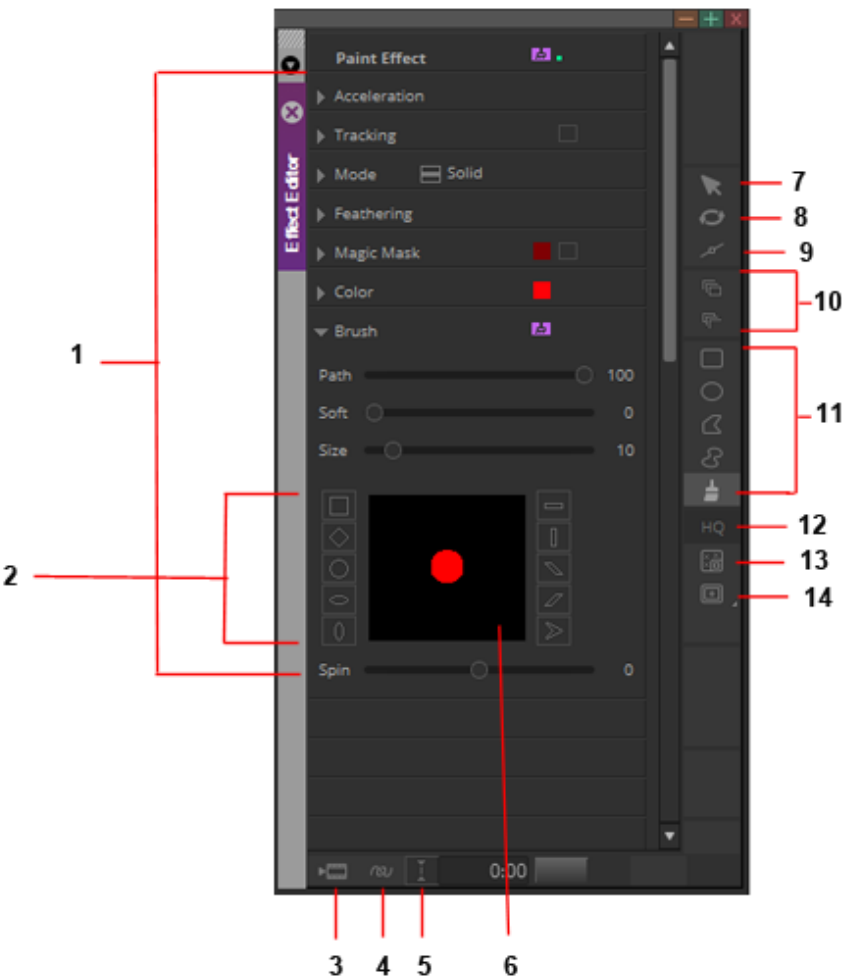 Paint Effect
Acceleration
Tracking
Mode Solid
Feathering
Magic Mask
Color
Brush
Path 100
Soft 0
Size 10
Spin 0
0:00
Effect Editor
HQ
1
2
3 4 5 6
7
8
9
10
11
12
13
14